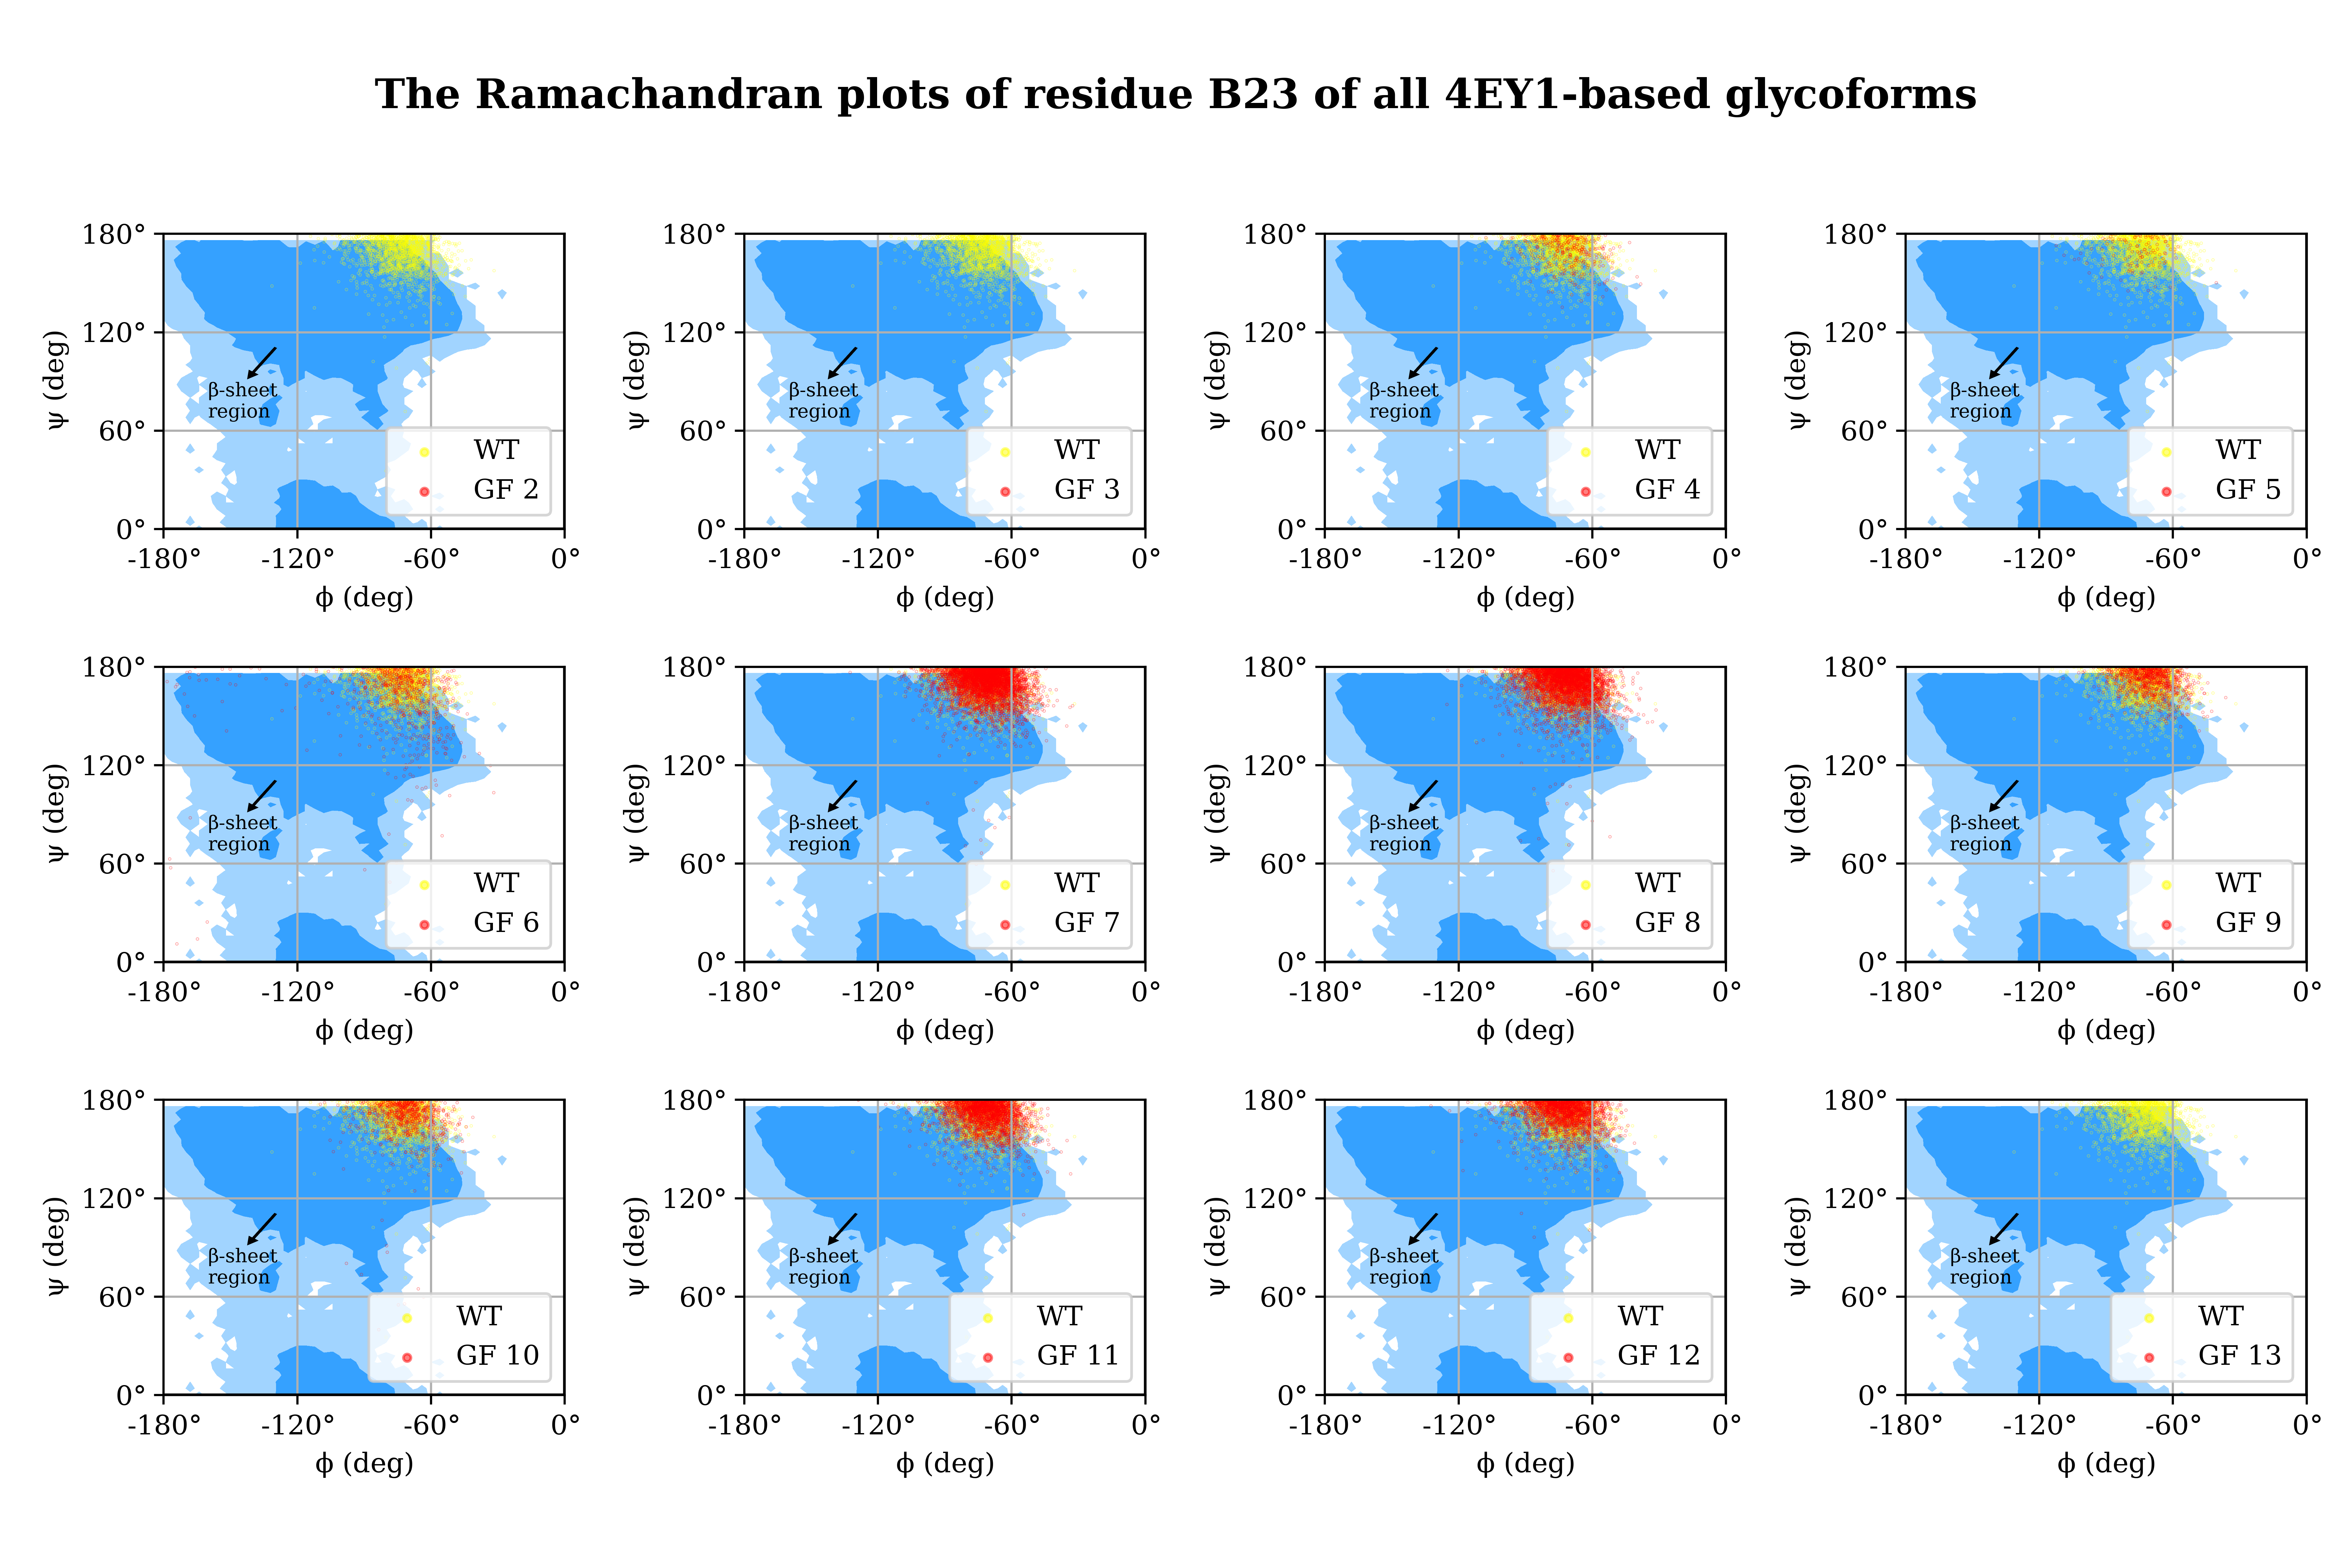 The Ramachandran plots of residue B23 of all 4EY1-based glycoforms
180°
120°
60°
0°
ψ (deg)
β-sheet
region
WT
GF 2
-180°
-120°
-60°
0°
ϕ (deg)
180°
120°
60°
0°
ψ (deg)
β-sheet
region
WT
GF 3
-180°
-120°
-60°
0°
ϕ (deg)
180°
120°
60°
0°
ψ (deg)
β-sheet
region
WT
GF 4
-180°
-120°
-60°
0°
ϕ (deg)
180°
120°
60°
0°
ψ (deg)
β-sheet
region
WT
GF 5
-180°
-120°
-60°
0°
ϕ (deg)
180°
120°
60°
0°
ψ (deg)
β-sheet
region
WT
GF 6
-180°
-120°
-60°
0°
ϕ (deg)
180°
120°
60°
0°
ψ (deg)
β-sheet
region
WT
GF 7
-180°
-120°
-60°
0°
ϕ (deg)
180°
120°
60°
0°
ψ (deg)
β-sheet
region
WT
GF 8
-180°
-120°
-60°
0°
ϕ (deg)
180°
120°
60°
0°
ψ (deg)
β-sheet
region
WT
GF 9
-180°
-120°
-60°
0°
ϕ (deg)
180°
120°
60°
0°
ψ (deg)
β-sheet
region
WT
GF 10
-180°
-120°
-60°
0°
ϕ (deg)
180°
120°
60°
0°
ψ (deg)
β-sheet
region
WT
GF 11
-180°
-120°
-60°
0°
ϕ (deg)
180°
120°
60°
0°
ψ (deg)
β-sheet
region
WT
GF 12
-180°
-120°
-60°
0°
ϕ (deg)
180°
120°
60°
0°
ψ (deg)
β-sheet
region
WT
GF 13
-180°
-120°
-60°
0°
ϕ (deg)